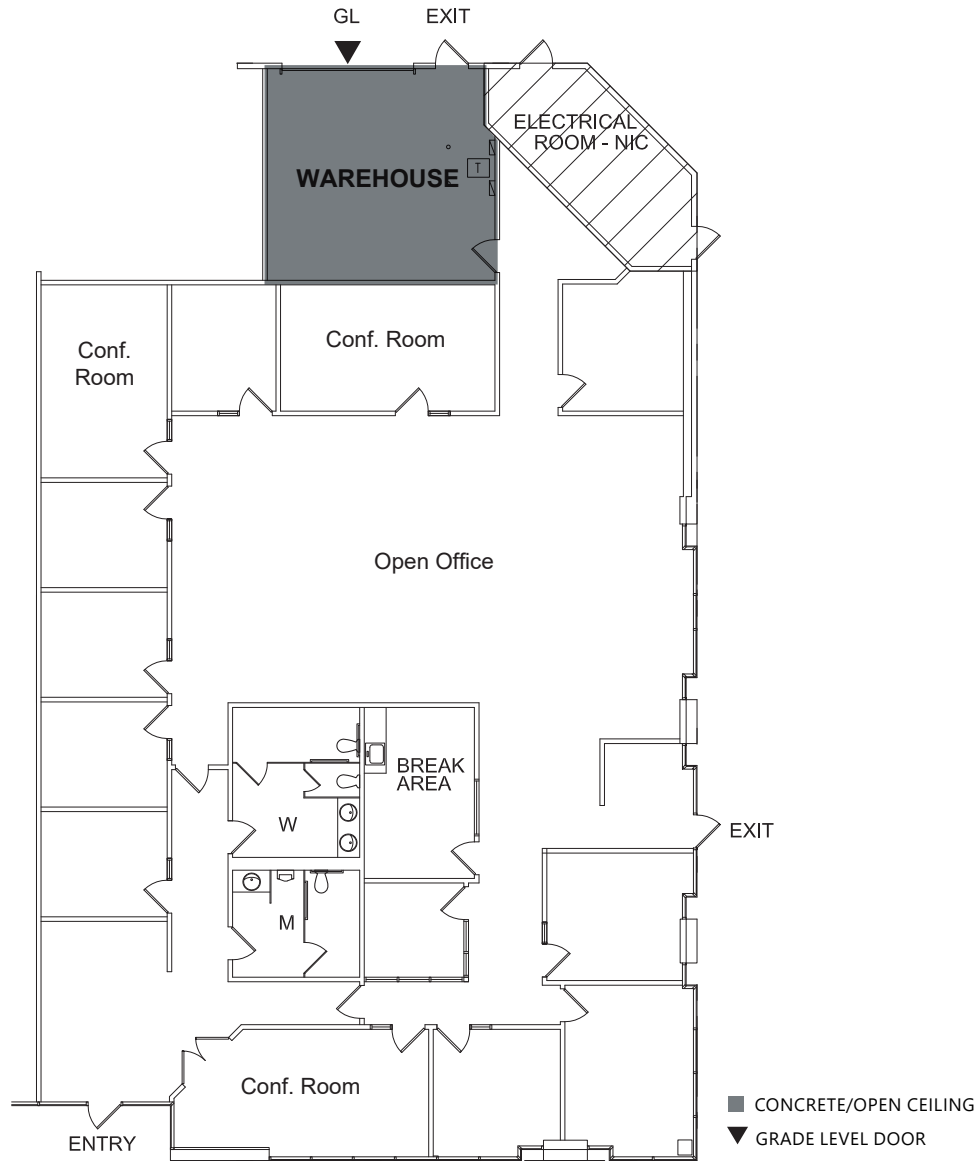 GL
EXIT
ELECTRICAL
ROOM - NIC
WAREHOUSE
T
Conf. Room
Conf.
Room
Open Office
BREAK
AREA
W
EXIT
M
Conf. Room
CONCRETE/OPEN CEILING
ENTRY
GRADE LEVEL DOOR